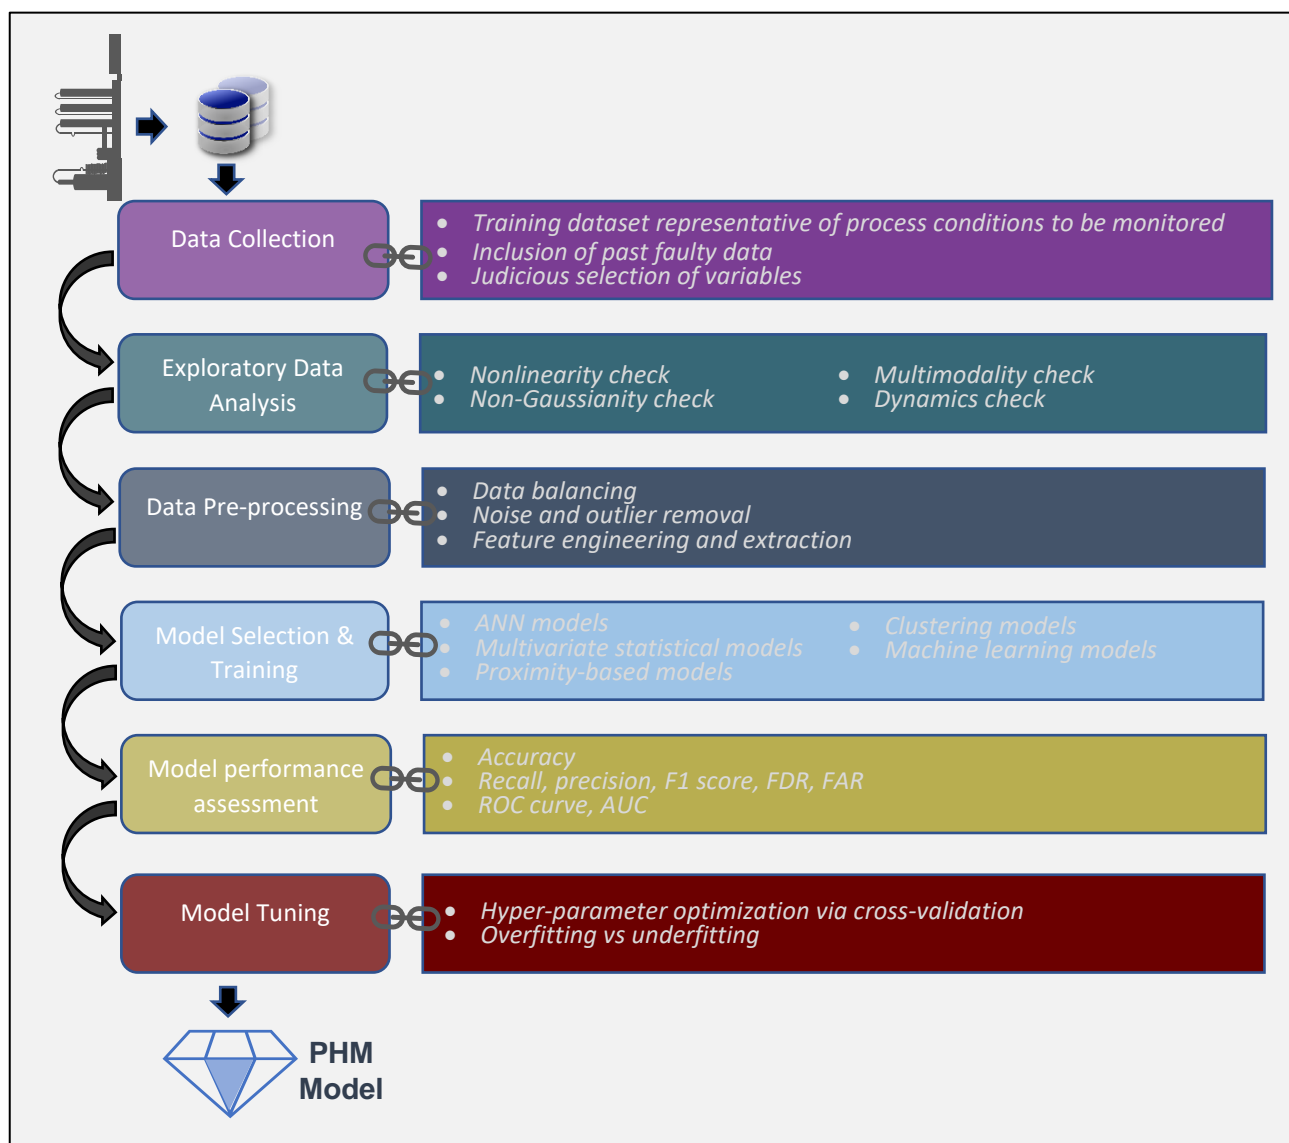 Data Collection
• Training dataset representative of process conditions to be monitored
• Inclusion of past faulty data
• Judicious selection of variables
Exploratory Data
Analysis
• Nonlinearity check
• Non-Gaussianity check
• Multimodality check
• Dynamics check
Data Pre-processing
• Data balancing
• Noise and outlier removal
• Feature engineering and extraction
Model Selection &
Training
• ANN models
• Multivariate statistical models
• Proximity-based models
• Clustering models
• Machine learning models
Model performance
assessment
• Accuracy
• Recall, precision, F1 score, FDR, FAR
• ROC curve, AUC
Model Tuning
• Hyper-parameter optimization via cross-validation
• Overfitting vs underfitting
PHM
Model